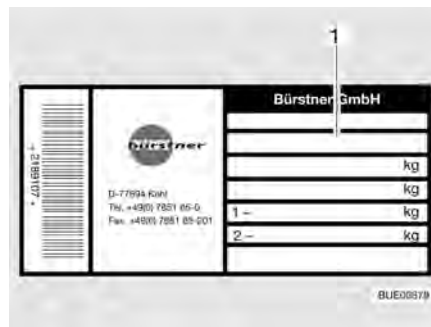 1
Bürstner GmbH
* 2189107 *
bürstner
kg
D-77694 Kehl
kg
Tel. +49(0) 7851 85-0
1 – kg
Fax. +49(0) 7851 85-201
2 – kg
BUE00879